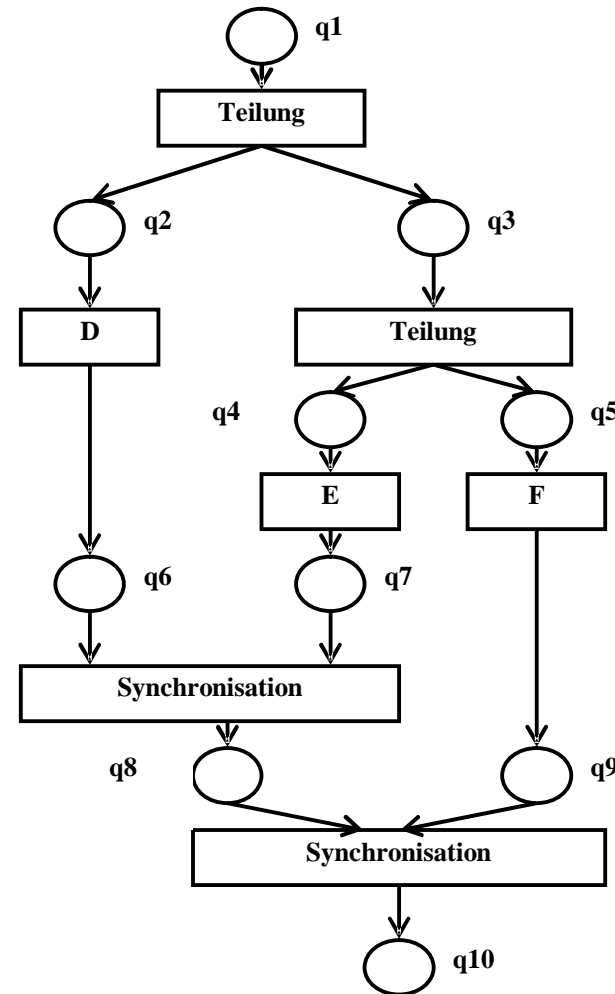 q1
Teilung
q2
q3
D
Teilung
q4
q5
E
F
q6
q7
Synchronisation
q8
q9
Synchronisation
q10